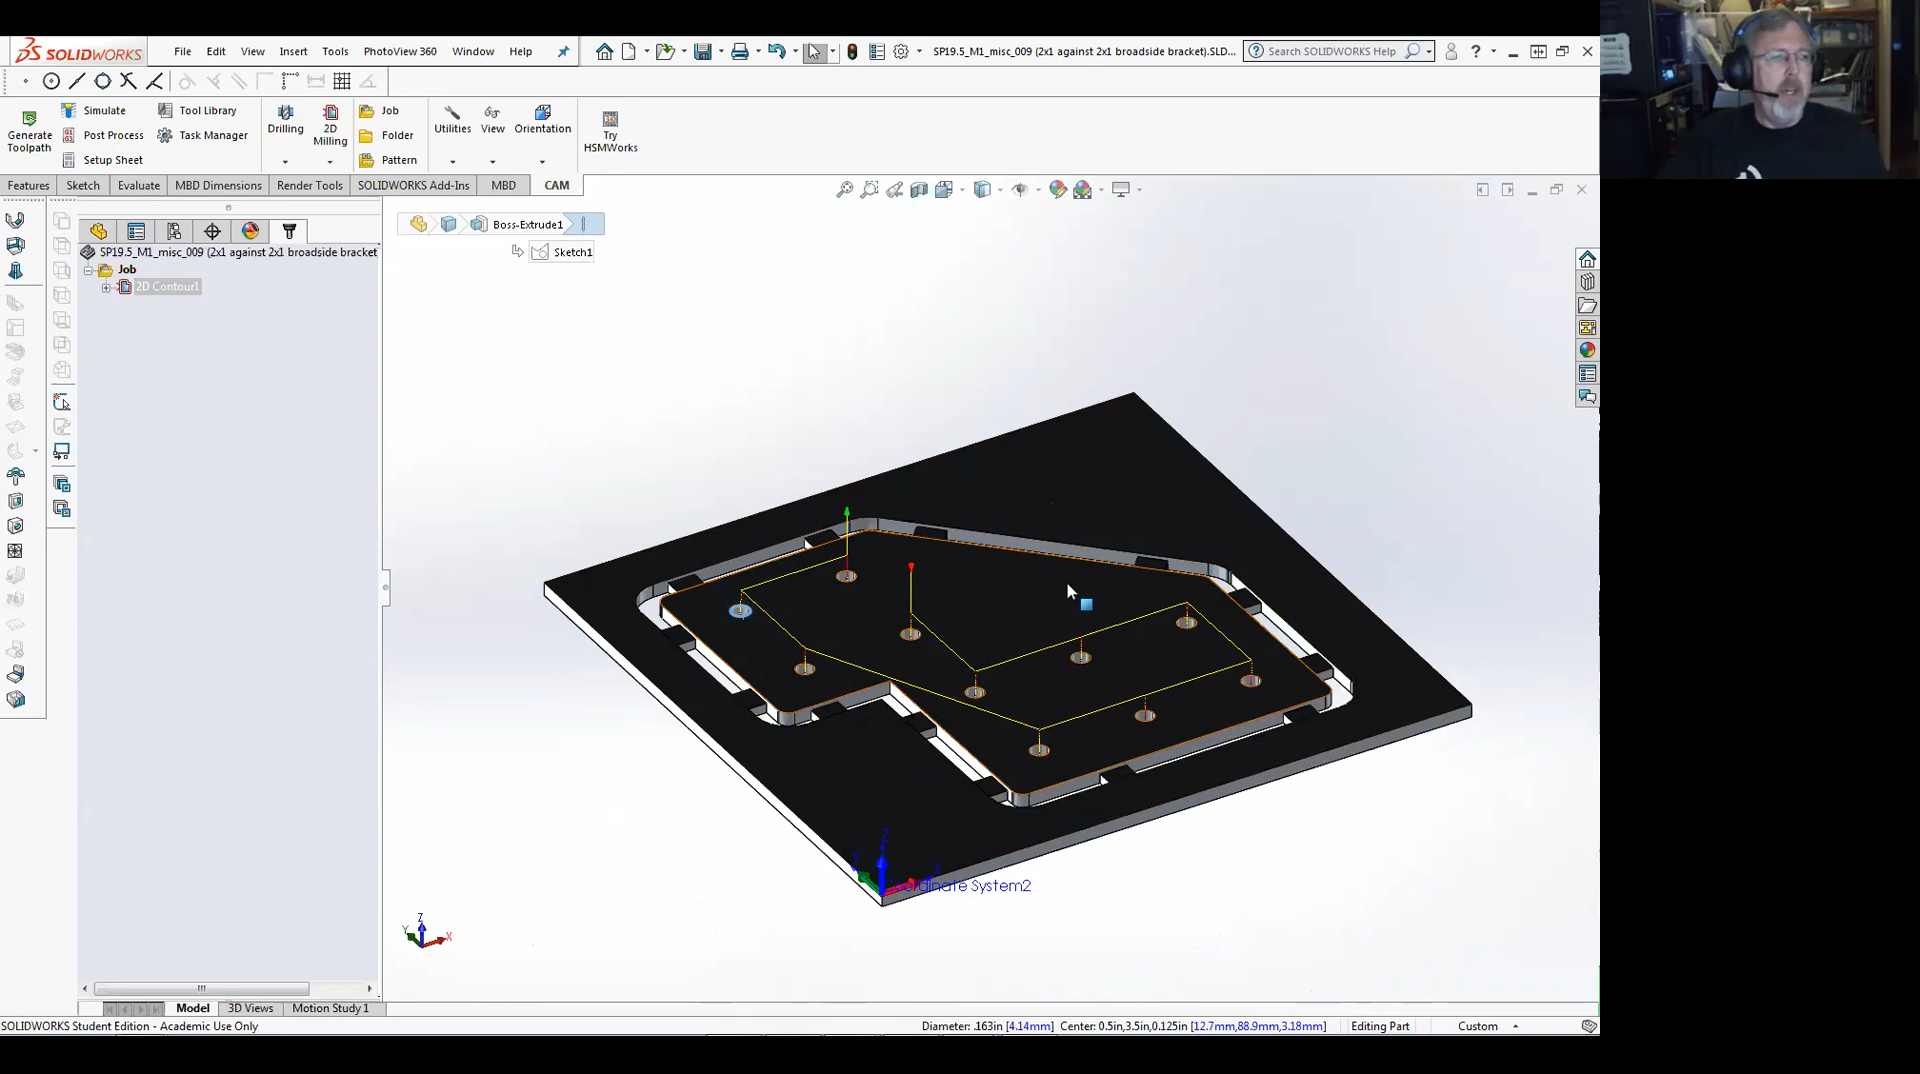 SOLIDWORKS File Edit View Insert Tools PhotoView 360 Window Help SP19.5_M1_misc_009 (2x1 against 2x1 broadside bracket).SLD... Search SOLIDWORKS Help ?
Generate Toolpath
Simulate
Post Process
Setup Sheet
Tool Library
Task Manager
Drilling
2D Milling
Job
Folder
Pattern
Utilities
View
Orientation
Try HSMWorks
Features Sketch Evaluate MBD Dimensions Render Tools SOLIDWORKS Add-Ins MBD CAM
Boss-Extrude1
Sketch1
SP19.5_M1_misc_009 (2x1 against 2x1 broadside bracket
Job
2D Contour1
Z
Z
Y
X
Model 3D Views Motion Study 1
SOLIDWORKS Student Edition - Academic Use Only
Diameter: .163in [4.14mm] Center: 0.5in,3.5in,0.125in [12.7mm,88.9mm,3.18mm] Editing Part Custom